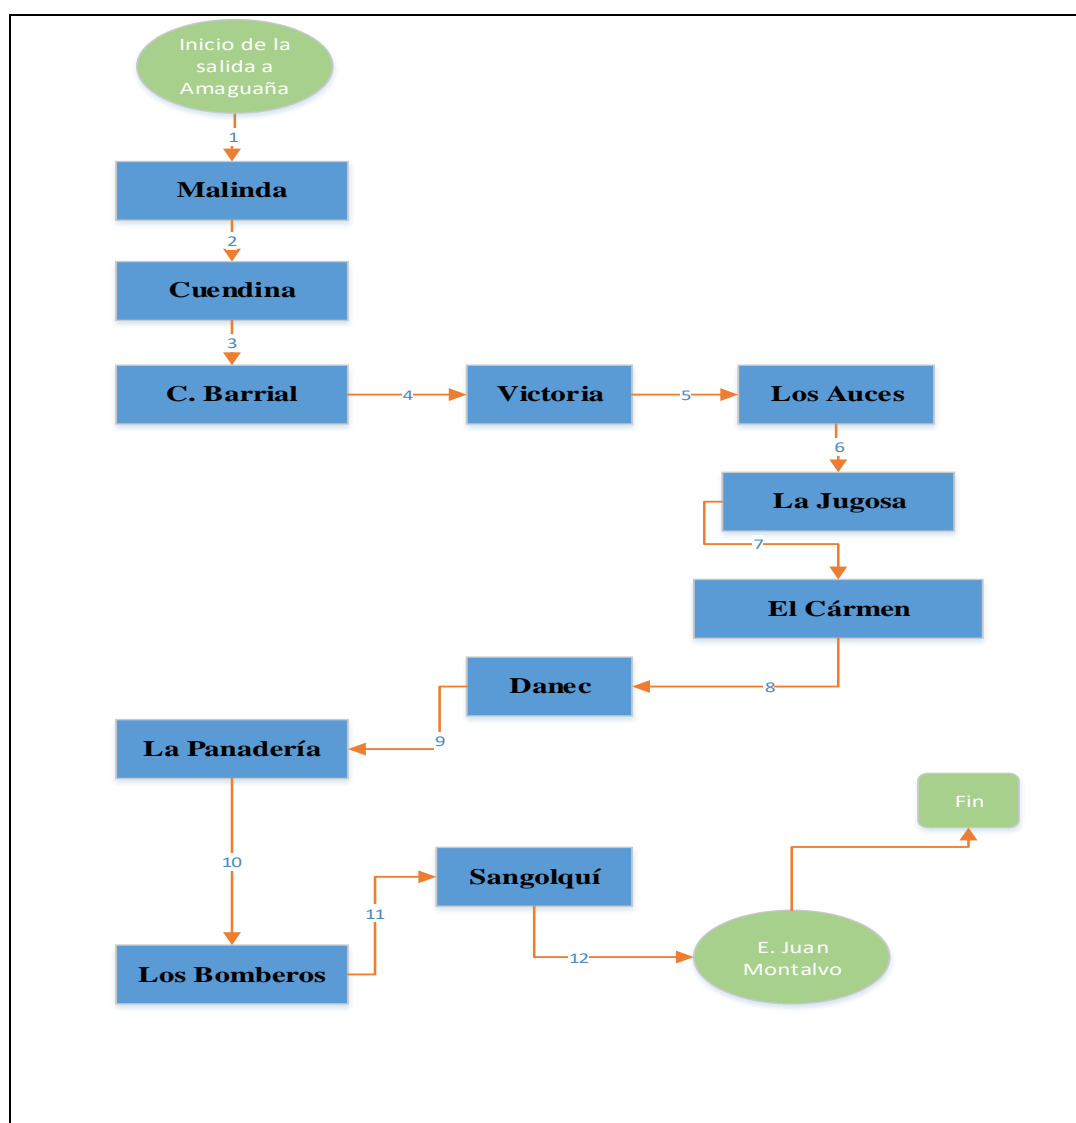 Inicio de la
salida a
Amaguaña
1
Malinda
2
Cuendina
3
C. Barrial
4
Victoria
5
Los Auces
6
La Jugosa
7
El Cármen
8
Danec
9
La Panadería
10
Los Bomberos
11
Sangolquí
12
E. Juan
Montalvo
Fin